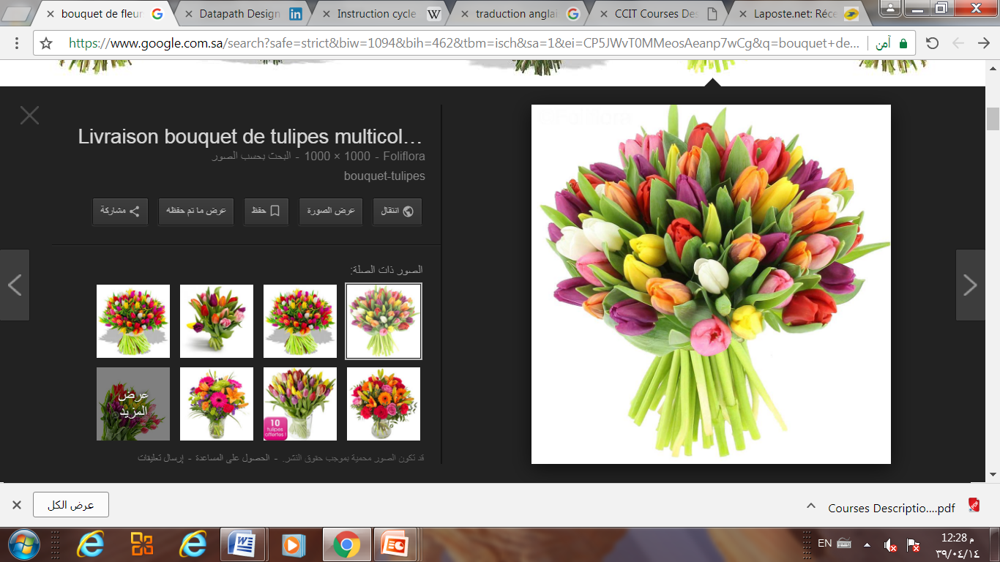 bouquet de fleur
Datapath Design
Instruction cycle
traduction anglai
CCIT Courses Des
Laposte.net: Réce
https://www.google.com.sa/search?safe=strict&biw=1094&bih=462&tbm=isch&sa=1&ei=CP5JWvT0MMeosAeanp7wCg&q=bouquet+de...
آمن
Livraison bouquet de tulipes multicol...
البحث بحسب الصور - 1000 × 1000 - Foliflora
bouquet-tulipes
انتقال
عرض الصورة
حفظ
عرض ما تم حفظه
مشاركة
الصور ذات الصلة:
عرض
المزيد
10
tulipes
offertes !
قد تكون الصور محمية بموجب حقوق النشر. - الحصول على المساعدة - إرسال تعليقات
عرض الكل
Courses Descriptio....pdf
EN
12:28 م
٣٩/٠٤/١٤